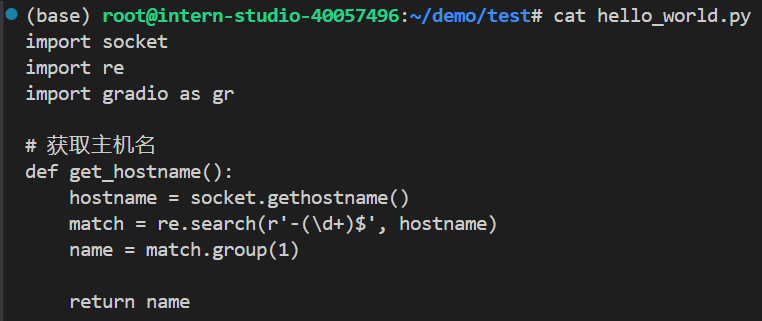 (base) root@intern-studio-40057496:~/demo/test# cat hello_world.py
import socket
import re
import gradio as gr

# 获取主机名
def get_hostname():
    hostname = socket.gethostname()
    match = re.search(r'-(\d+)$', hostname)
    name = match.group(1)

    return name